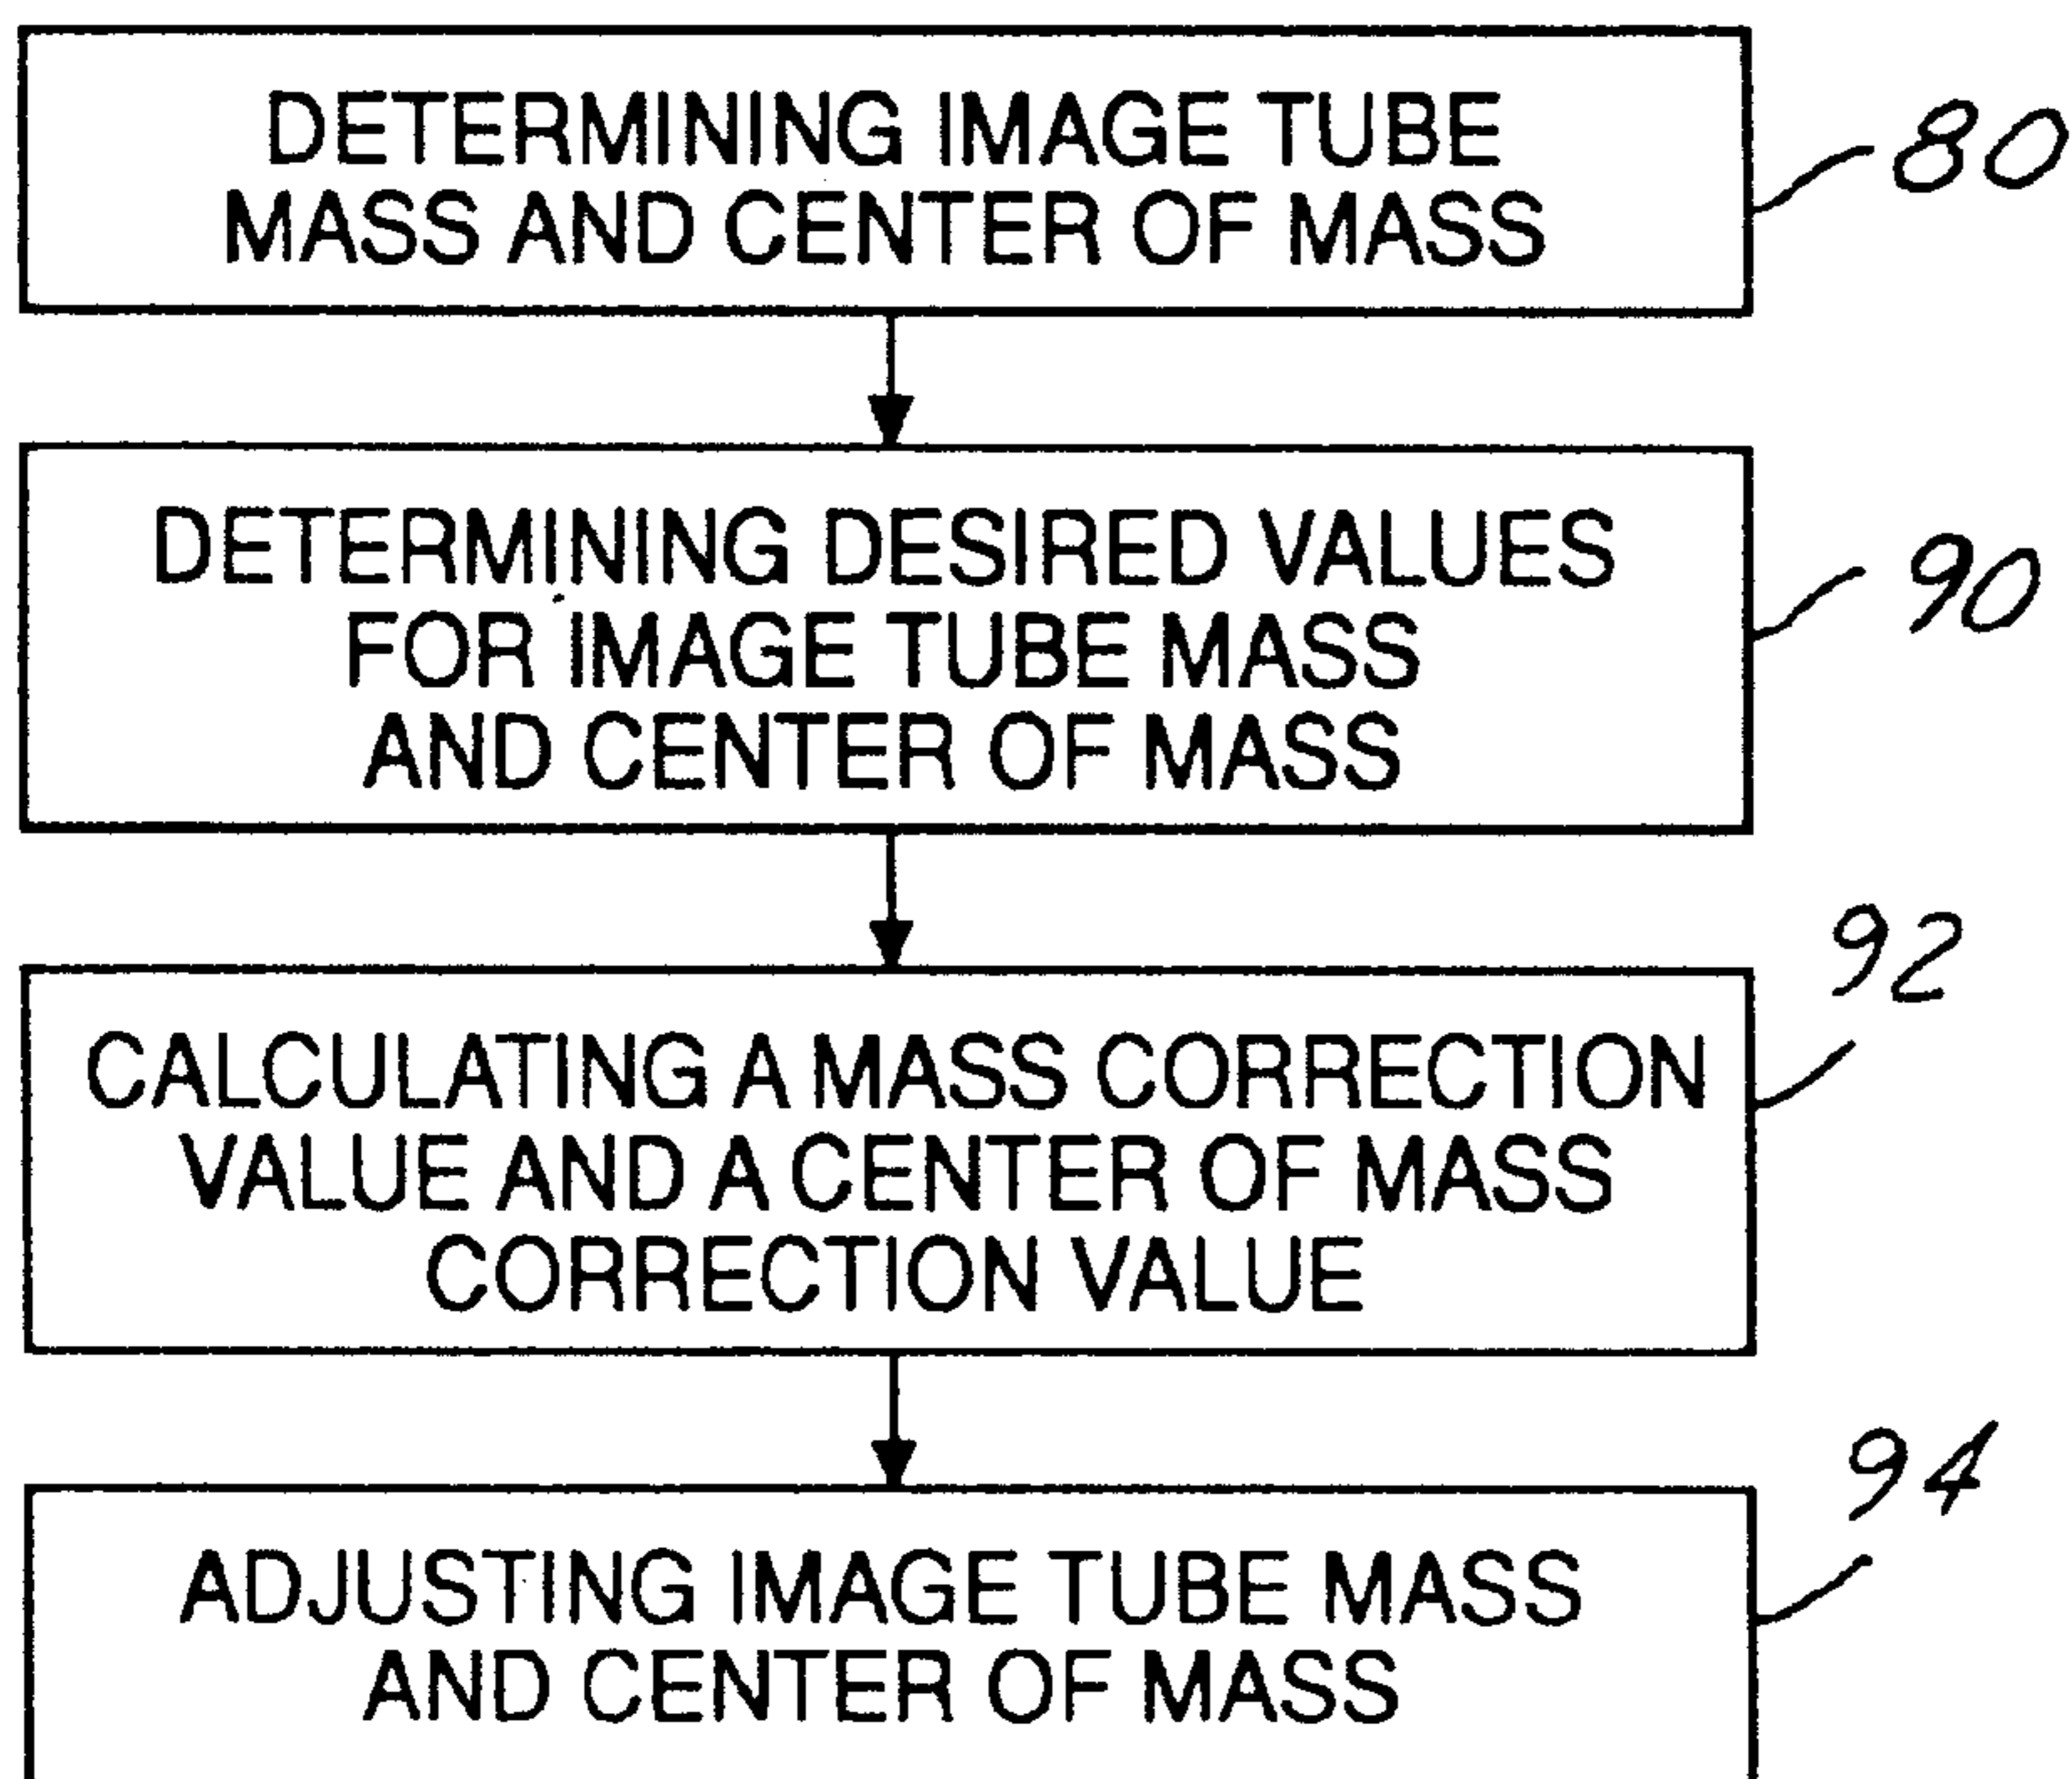 DETERMINING IMAGE TUBE
MASS AND CENTER OF MASS
80
DETERMINING DESIRED VALUES
FOR IMAGE TUBE MASS
AND CENTER OF MASS
90
CALCULATING A MASS CORRECTION
VALUE AND A CENTER OF MASS
CORRECTION VALUE
92
ADJUSTING IMAGE TUBE MASS
AND CENTER OF MASS
94